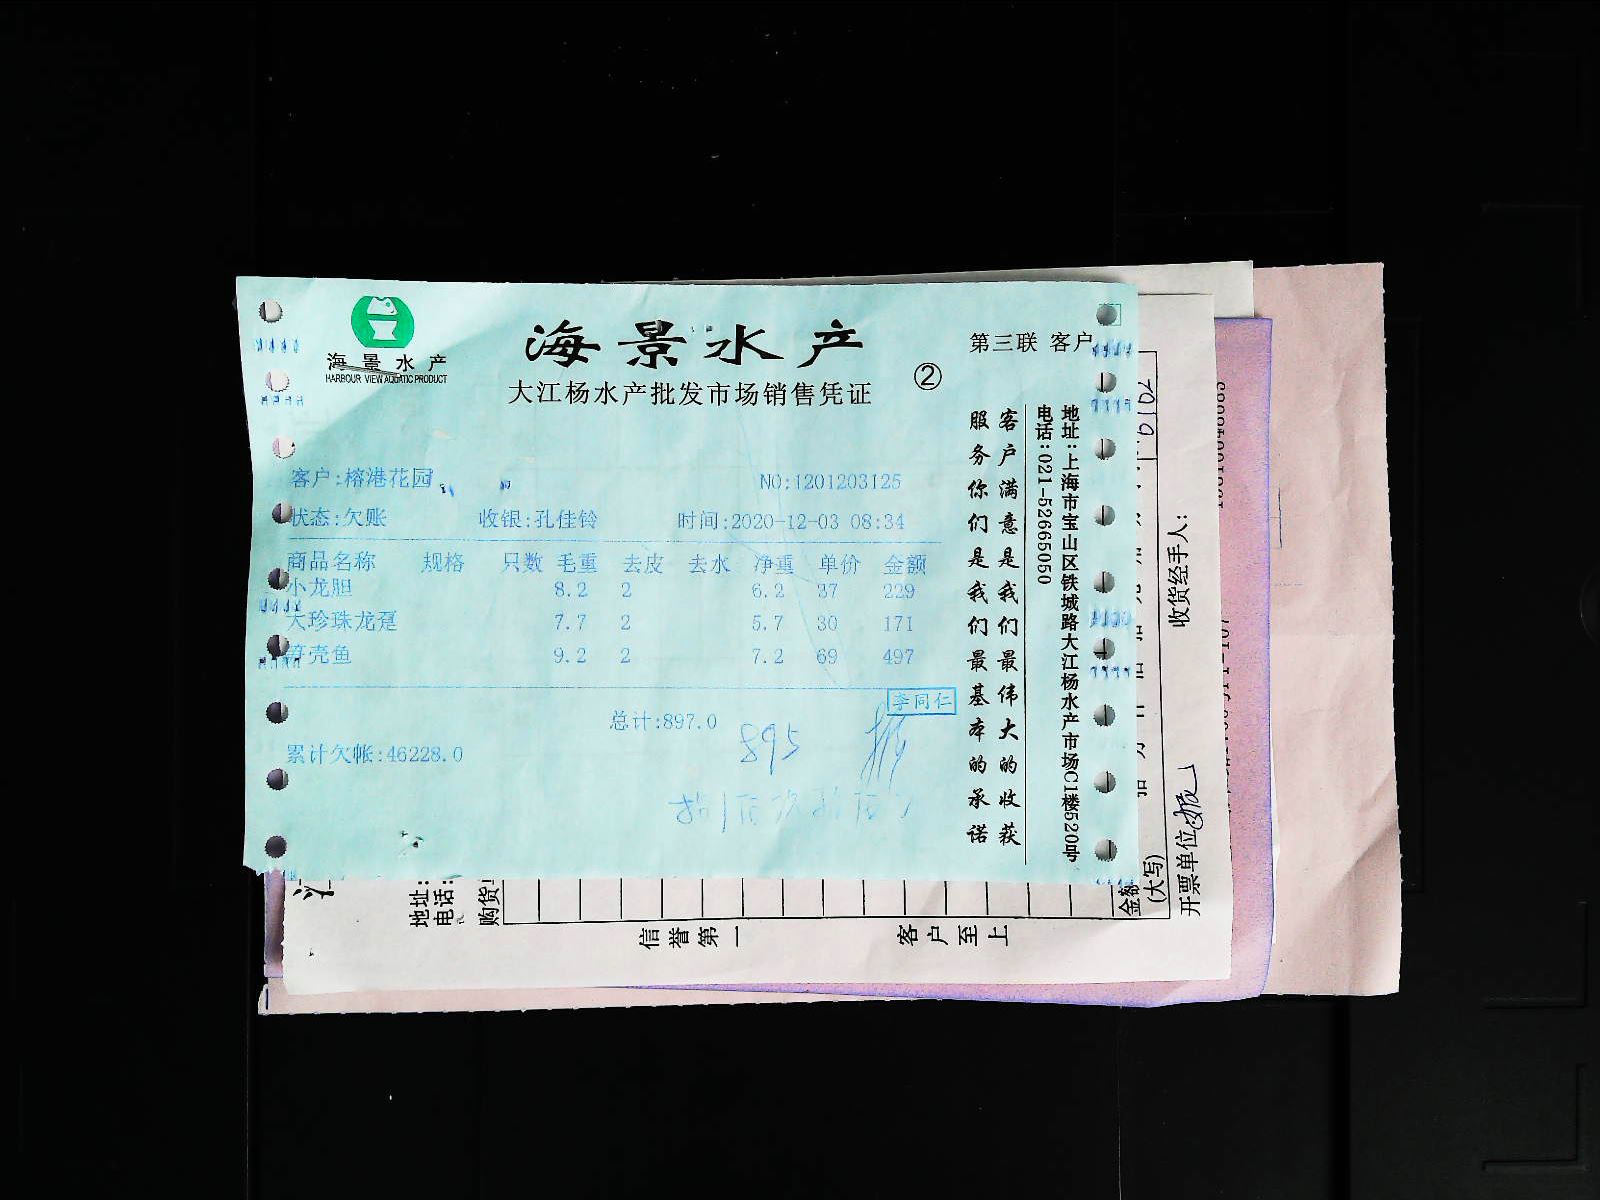 海景水产
HARBOUR VIEW AQUATIC PRODUCT
海景水产
大江杨水产批发市场销售凭证
②
第三联 客户
客户:榕港花园
NO:1201203125
状态:欠账 收银:孔佳铃 时间:2020-12-03 08:34
商品名称 规格 只数 毛重 去皮 去水 净重 单价 金额
小龙胆 8.2 2 6.2 37 229
大珍珠龙趸 7.7 2 5.7 30 171
笋壳鱼 9.2 2 7.2 69 497
李同仁
总计:897.0
895
累计欠帐:46228.0
客户满意是我们最伟大的收获
服务你们是我们最基本的承诺
地址:上海市宝山区铁城路大江杨水产市场C1楼520号
电话:021-52665050
收货经手人:
开票单位
金额
(大写)
地址:
电话:
购货
信誉第一
客户至上